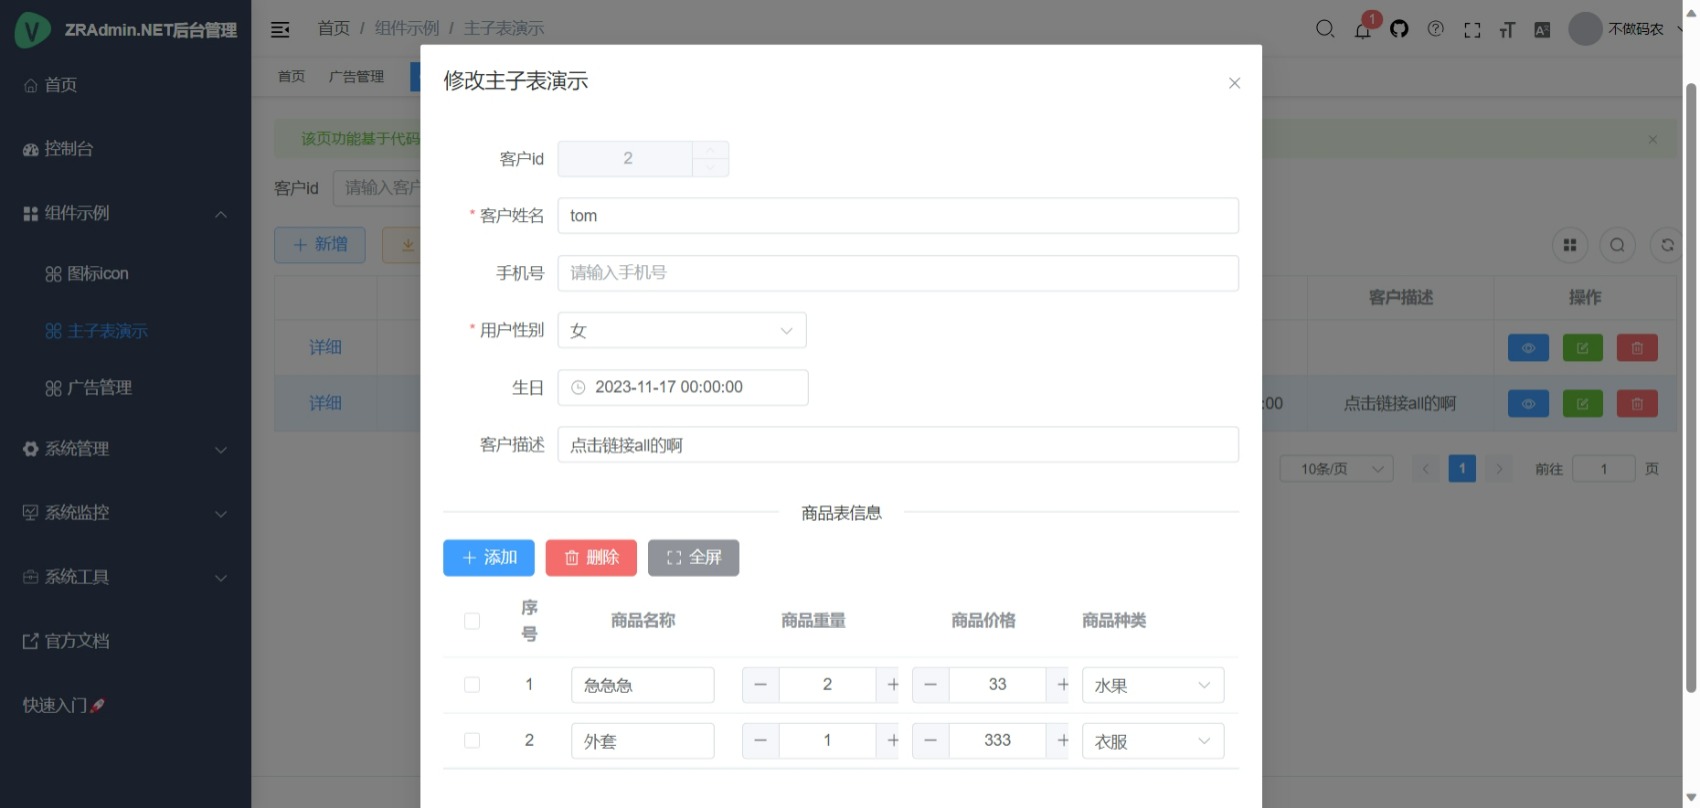 ZRAdmin.NET后台管理
首页
控制台
组件示例
图标icon
主子表演示
广告管理
系统管理
系统监控
系统工具
官方文档
快速入门
首页 / 组件示例 / 主子表演示
1
不做码农
首页 广告管理
该页功能基于代码
客户id 请输入客户
+ 新增
客户描述 操作
详细
详细 :00 点击链接all的啊
10条/页 1 前往 1 页
修改主子表演示
客户id 2
* 客户姓名 tom
手机号 请输入手机号
* 用户性别 女
生日 2023-11-17 00:00:00
客户描述 点击链接all的啊
商品表信息
+ 添加 删除 全屏
序号 商品名称 商品重量 商品价格 商品种类
1 急急急 − 2 + − 33 + 水果
2 外套 − 1 + − 333 + 衣服